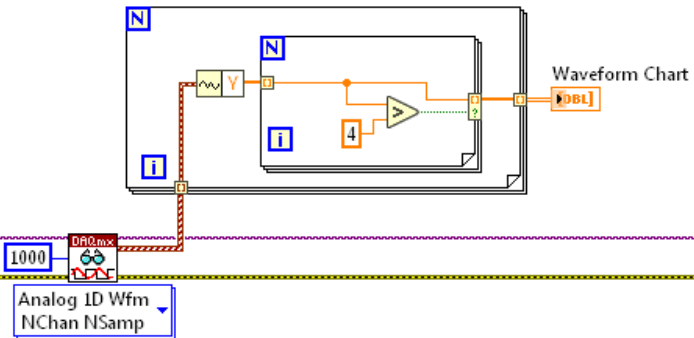 N
N
Waveform Chart
Y
DBL]
>
4
?
i
i
DAQmx
1000
Analog 1D Wfm
NChan NSamp